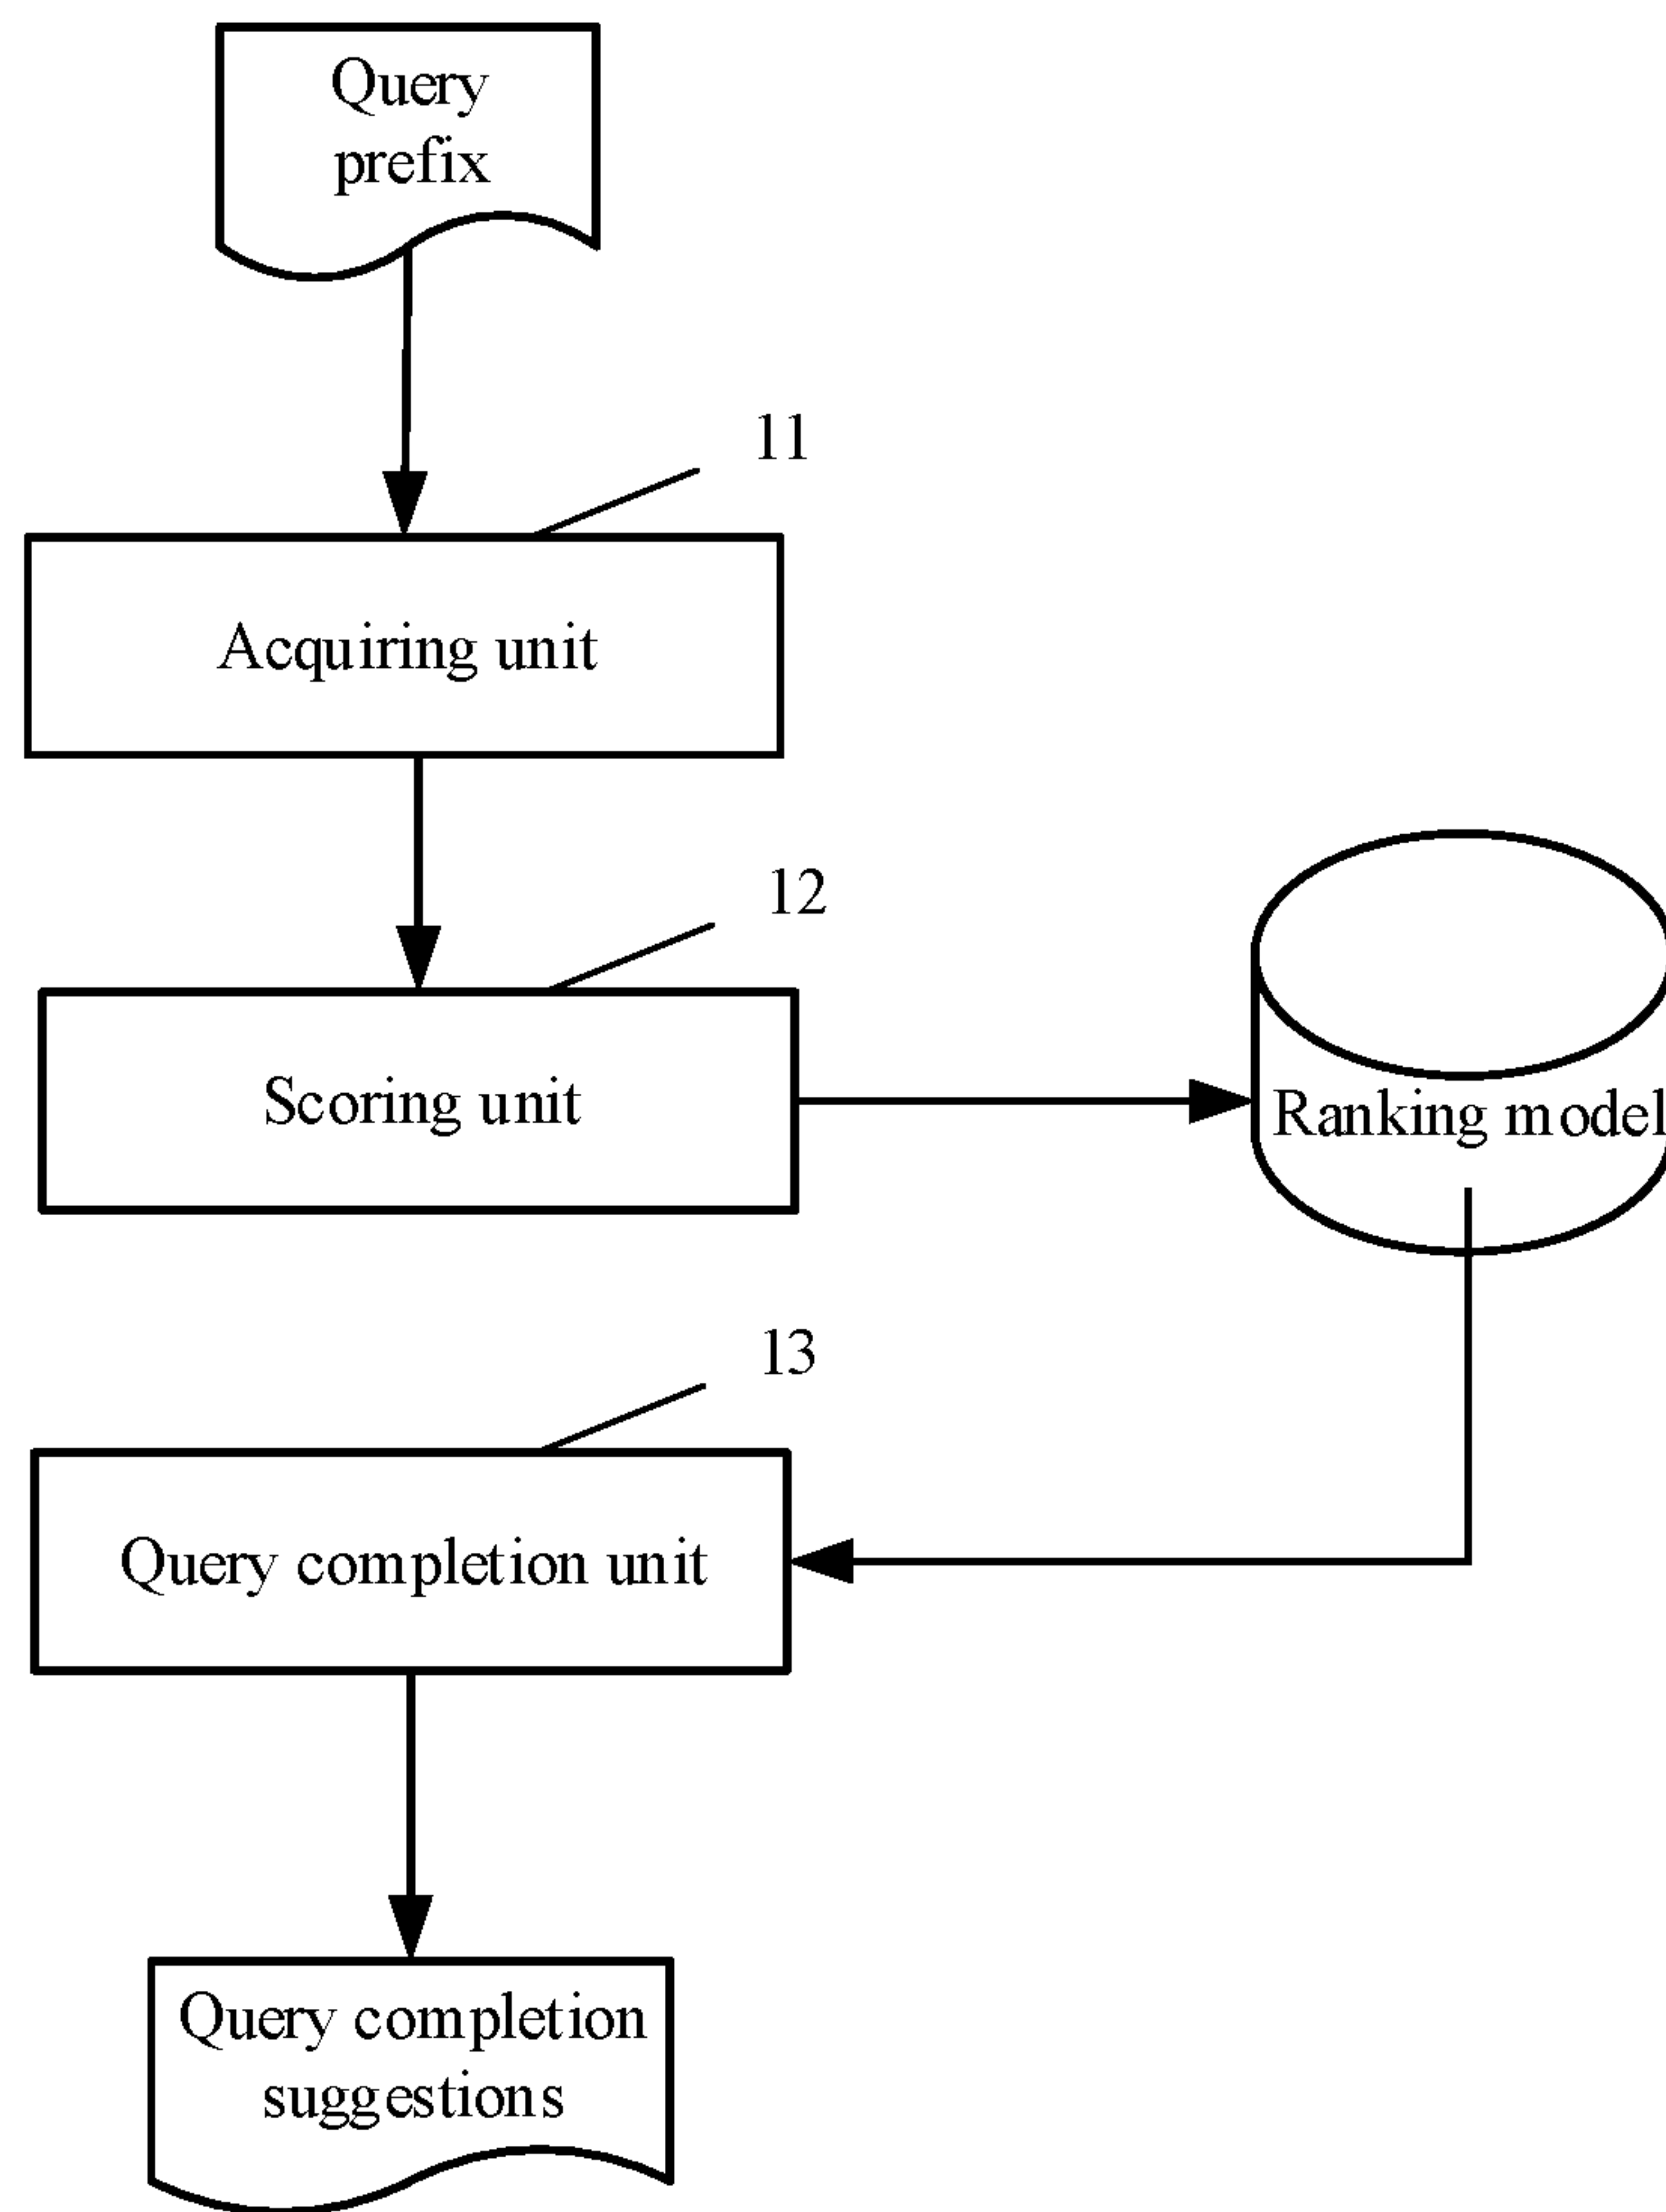 Query
prefix
11
Acquiring unit
12
Scoring unit
Ranking model
13
Query completion unit
Query completion
suggestions